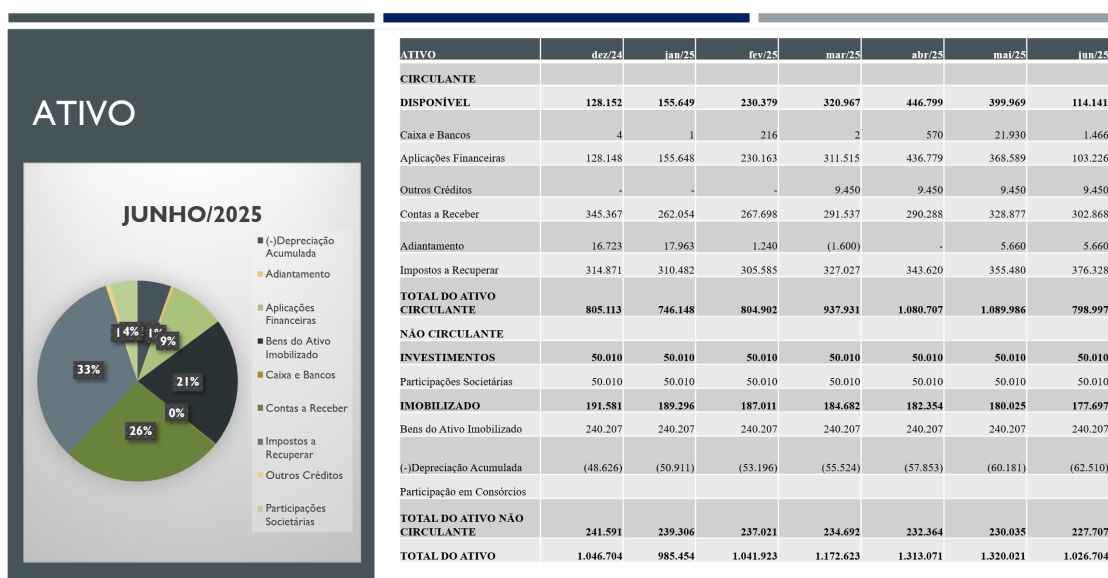 ATIVO
JUNHO/2025
(-)Depreciação
Acumulada
Adiantamento
Aplicações
Financeiras
Bens do Ativo
Imobilizado
Caixa e Bancos
Contas a Receber
Impostos a
Recuperar
Outros Créditos
Participações
Societárias
4%
1%
9%
33%
21%
0%
26%
ATIVO dez/24 jan/25 fev/25 mar/25 abr/25 mai/25 jun/25
CIRCULANTE
DISPONÍVEL 128.152 155.649 230.379 320.967 446.799 399.969 114.141
Caixa e Bancos 4 1 216 2 570 21.930 1.466
Aplicações Financeiras 128.148 155.648 230.163 311.515 436.779 368.589 103.226
Outros Créditos - - - 9.450 9.450 9.450 9.450
Contas a Receber 345.367 262.054 267.698 291.537 290.288 328.877 302.868
Adiantamento 16.723 17.963 1.240 (1.600) - 5.660 5.660
Impostos a Recuperar 314.871 310.482 305.585 327.027 343.620 355.480 376.328
TOTAL DO ATIVO
CIRCULANTE 805.113 746.148 804.902 937.931 1.080.707 1.089.986 798.997
NÃO CIRCULANTE
INVESTIMENTOS 50.010 50.010 50.010 50.010 50.010 50.010 50.010
Participações Societárias 50.010 50.010 50.010 50.010 50.010 50.010 50.010
IMOBILIZADO 191.581 189.296 187.011 184.682 182.354 180.025 177.697
Bens do Ativo Imobilizado 240.207 240.207 240.207 240.207 240.207 240.207 240.207
(-)Depreciação Acumulada (48.626) (50.911) (53.196) (55.524) (57.853) (60.181) (62.510)
Participação em Consórcios
TOTAL DO ATIVO NÃO
CIRCULANTE 241.591 239.306 237.021 234.692 232.364 230.035 227.707
TOTAL DO ATIVO 1.046.704 985.454 1.041.923 1.172.623 1.313.071 1.320.021 1.026.704